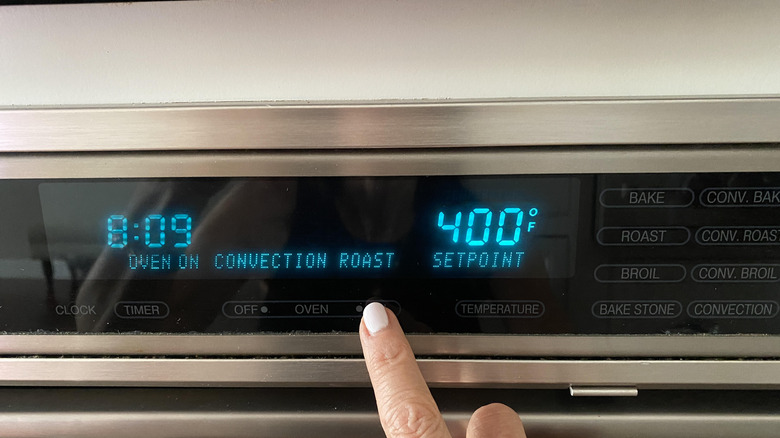 8:09 400°F
OVEN ON CONVECTION ROAST SETPOINT
BAKE CONV. BAK
ROAST CONV. ROAST
BROIL CONV. BROIL
BAKE STONE CONVECTION
CLOCK TIMER OFF OVEN TEMPERATURE